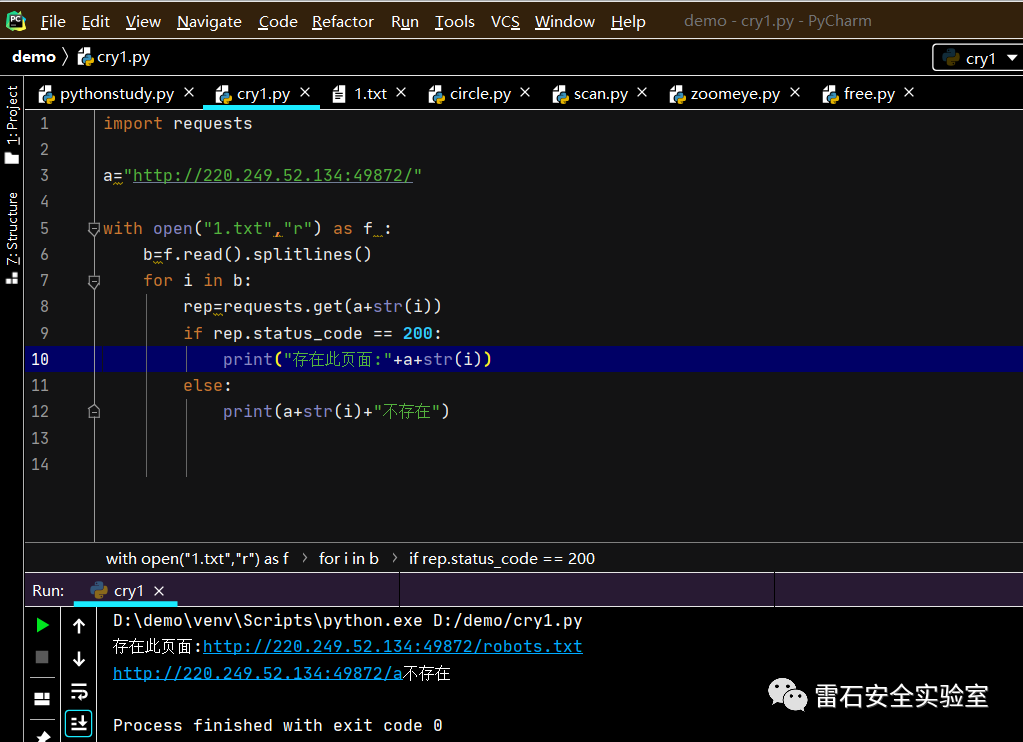 File Edit View Navigate Code Refactor Run Tools VCS Window Help demo - cry1.py - PyCharm
demo cry1.py cry1
pythonstudy.py cry1.py 1.txt circle.py scan.py zoomeye.py free.py
1: Project
7: Structure
1 import requests
2
3 a="http://220.249.52.134:49872/"
4
5 with open("1.txt","r") as f :
6 b=f.read().splitlines()
7 for i in b:
8 rep=requests.get(a+str(i))
9 if rep.status_code == 200:
10 print("存在此页面:"+a+str(i))
11 else:
12 print(a+str(i)+"不存在")
13
14
with open("1.txt","r") as f › for i in b › if rep.status_code == 200
Run: cry1
D:\demo\venv\Scripts\python.exe D:/demo/cry1.py
存在此页面:http://220.249.52.134:49872/robots.txt
http://220.249.52.134:49872/a不存在
Process finished with exit code 0
雷石安全实验室